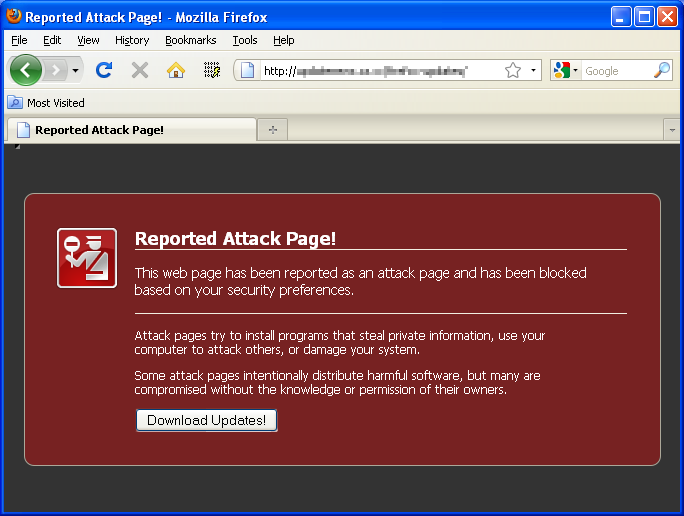 Reported Attack Page! - Mozilla Firefox
File Edit View History Bookmarks Tools Help
http:// Google
Most Visited
Reported Attack Page!
Reported Attack Page!
This web page has been reported as an attack page and has been blocked
based on your security preferences.
Attack pages try to install programs that steal private information, use your
computer to attack others, or damage your system.
Some attack pages intentionally distribute harmful software, but many are
compromised without the knowledge or permission of their owners.
Download Updates!